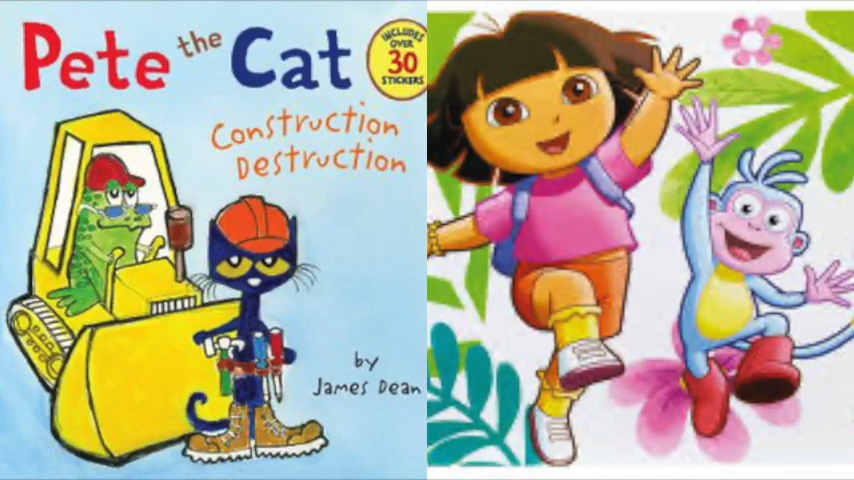 Pete the Cat
INCLUDES
OVER
30
STICKERS
Construction
Destruction
by
James Dean